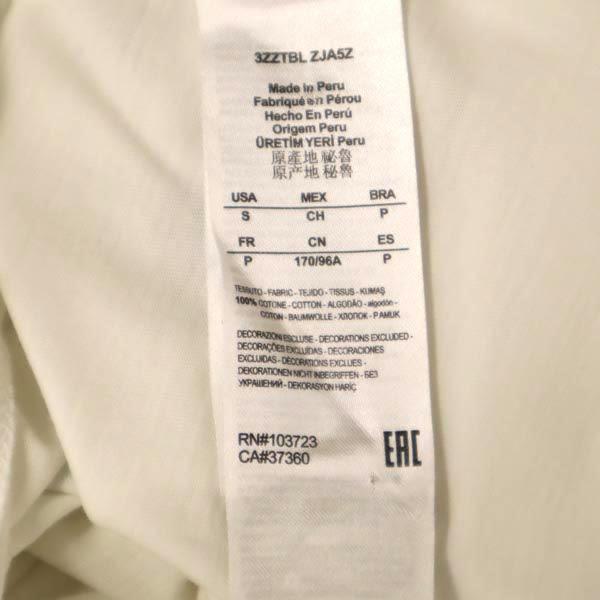 3ZZTBL ZJA5Z
Made in Peru
Fabriqué en Pérou
Hecho En Perú
Origem Peru
ÜRETİM YERİ Peru
原產地 秘魯
原产地 秘鲁
USA MEX BRA
S CH P
FR CN ES
P 170/96A P
TESSUTO - FABRIC - TEJIDO - TISSUS - KUMAŞ
100% COTONE - COTTON - ALGODÃO - algodón -
COTON - BAUMWOLLE - ХЛОПОК - PAMUK
DECORAZIONI ESCLUSE - DECORATIONS EXCLUDED -
DECORAÇÕES EXCLUÍDAS - DECORACIONES
EXCLUIDAS - DÉCORATIONS EXCLUES -
DEKORATIONEN NICHT INBEGRIFFEN - БЕЗ
УКРАШЕНИЙ - DEKORASYON HARİÇ
RN#103723
CA#37360
EAC